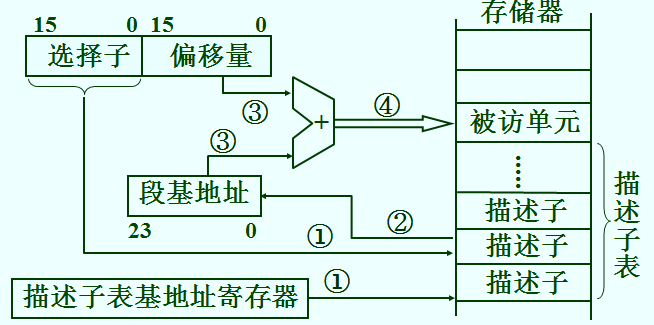 存储器
15 0 15 0
选择子 偏移量
③
+
④
被访单元
③
……
段基地址
23 0
②
描述子
①
描述子
描述子表基地址寄存器
①
描述子
描述子表